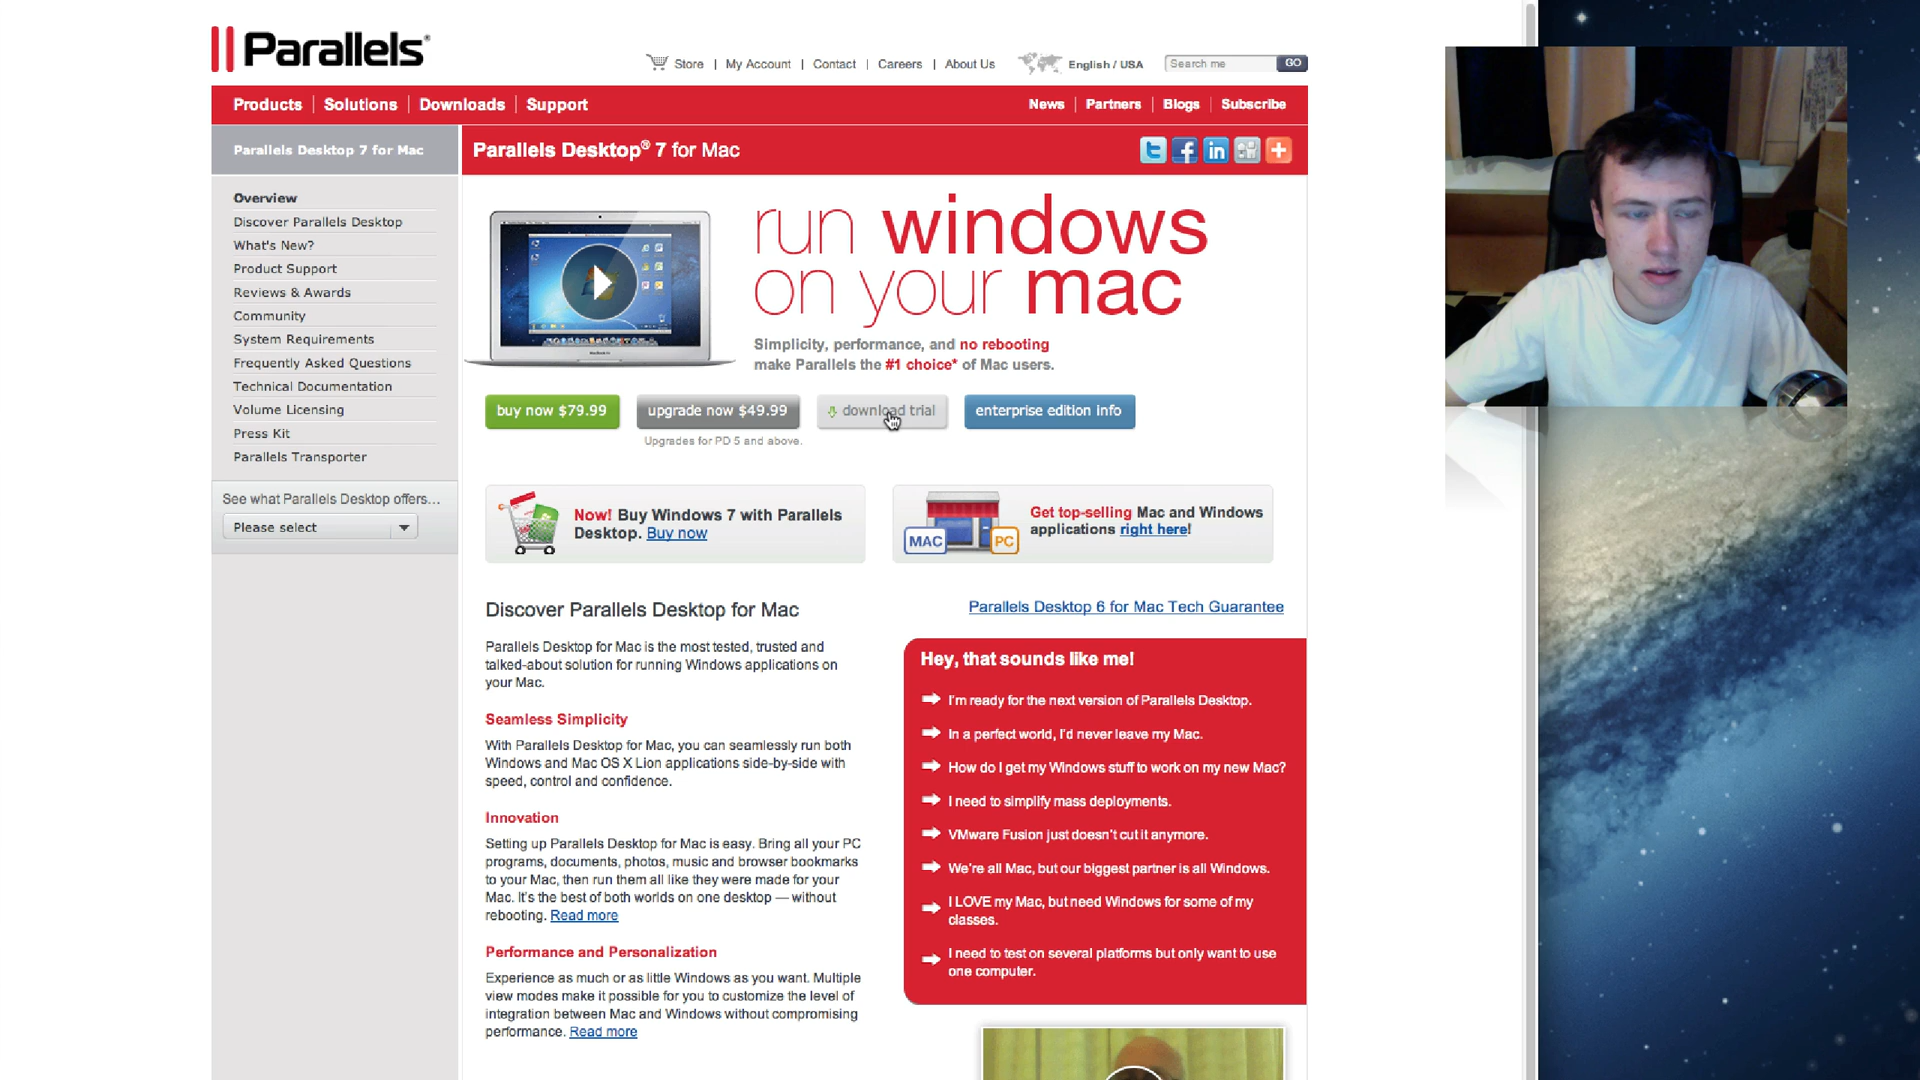 Parallels®
Store | My Account | Contact | Careers | About Us English / USA Search me GO
Products | Solutions | Downloads | Support News | Partners | Blogs | Subscribe
Parallels Desktop 7 for Mac
Overview
Discover Parallels Desktop
What's New?
Product Support
Reviews & Awards
Community
System Requirements
Frequently Asked Questions
Technical Documentation
Volume Licensing
Press Kit
Parallels Transporter
See what Parallels Desktop offers...
Please select
Parallels Desktop® 7 for Mac
run windows
on your mac
Simplicity, performance, and no rebooting
make Parallels the #1 choice* of Mac users.
buy now $79.99
upgrade now $49.99
download trial
enterprise edition info
Upgrades for PD 5 and above.
Now! Buy Windows 7 with Parallels
Desktop. Buy now
MAC PC
Get top-selling Mac and Windows
applications right here!
Discover Parallels Desktop for Mac
Parallels Desktop for Mac is the most tested, trusted and
talked-about solution for running Windows applications on
your Mac.
Seamless Simplicity
With Parallels Desktop for Mac, you can seamlessly run both
Windows and Mac OS X Lion applications side-by-side with
speed, control and confidence.
Innovation
Setting up Parallels Desktop for Mac is easy. Bring all your PC
programs, documents, photos, music and browser bookmarks
to your Mac, then run them all like they were made for your
Mac. It's the best of both worlds on one desktop — without
rebooting. Read more
Performance and Personalization
Experience as much or as little Windows as you want. Multiple
view modes make it possible for you to customize the level of
integration between Mac and Windows without compromising
performance. Read more
Parallels Desktop 6 for Mac Tech Guarantee
Hey, that sounds like me!
I'm ready for the next version of Parallels Desktop.
In a perfect world, I'd never leave my Mac.
How do I get my Windows stuff to work on my new Mac?
I need to simplify mass deployments.
VMware Fusion just doesn't cut it anymore.
We're all Mac, but our biggest partner is all Windows.
I LOVE my Mac, but need Windows for some of my
classes.
I need to test on several platforms but only want to use
one computer.